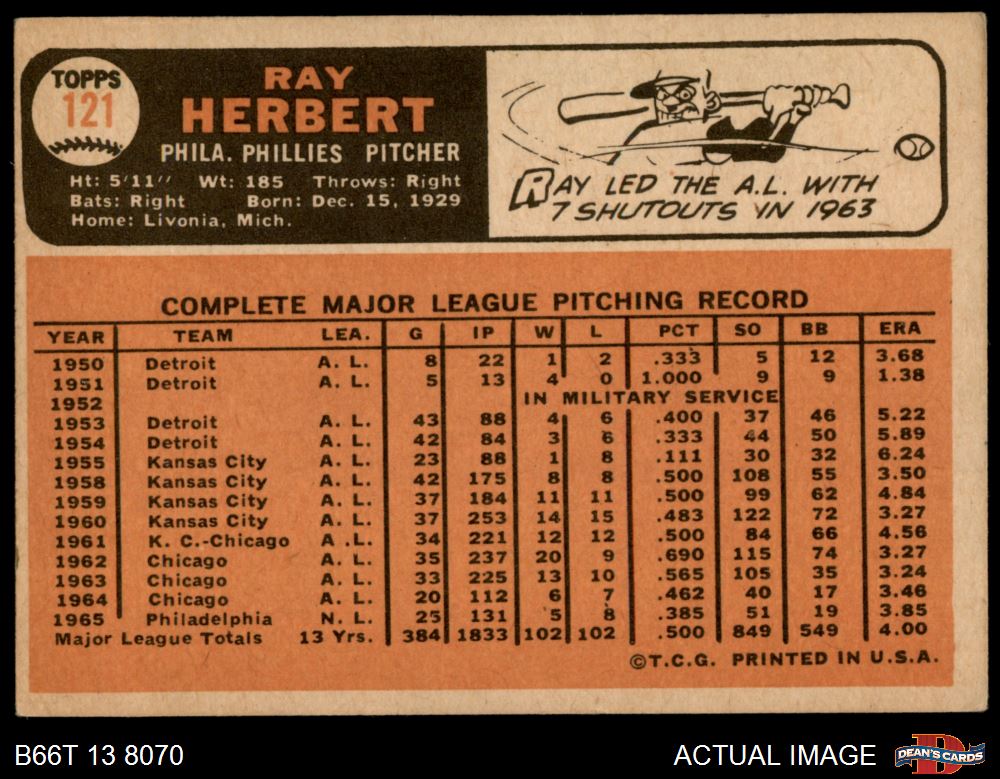 TOPPS
121
RAY
HERBERT
PHILA. PHILLIES PITCHER
Ht: 5'11" Wt: 185 Throws: Right
Bats: Right Born: Dec. 15, 1929
Home: Livonia, Mich.
RAY LED THE A.L. WITH
7 SHUTOUTS IN 1963
COMPLETE MAJOR LEAGUE PITCHING RECORD
YEAR TEAM LEA. G IP W L PCT SO BB ERA
1950 Detroit A. L. 8 22 1 2 .333 5 12 3.68
1951 Detroit A. L. 5 13 4 0 1.000 9 9 1.38
1952 IN MILITARY SERVICE
1953 Detroit A. L. 43 88 4 6 .400 37 46 5.22
1954 Detroit A. L. 42 84 3 6 .333 44 50 5.89
1955 Kansas City A. L. 23 88 1 8 .111 30 32 6.24
1958 Kansas City A. L. 42 175 8 8 .500 108 55 3.50
1959 Kansas City A. L. 37 184 11 11 .500 99 62 4.84
1960 Kansas City A. L. 37 253 14 15 .483 122 72 3.27
1961 K. C.-Chicago A .L. 34 221 12 12 .500 84 66 4.56
1962 Chicago A. L. 35 237 20 9 .690 115 74 3.27
1963 Chicago A. L. 33 225 13 10 .565 105 35 3.24
1964 Chicago A. L. 20 112 6 7 .462 40 17 3.46
1965 Philadelphia N. L. 25 131 5 8 .385 51 19 3.85
Major League Totals 13 Yrs. 384 1833 102 102 .500 849 549 4.00
©T.C.G. PRINTED IN U.S.A.
B66T 13 8070
ACTUAL IMAGE
DEAN'S CARDS